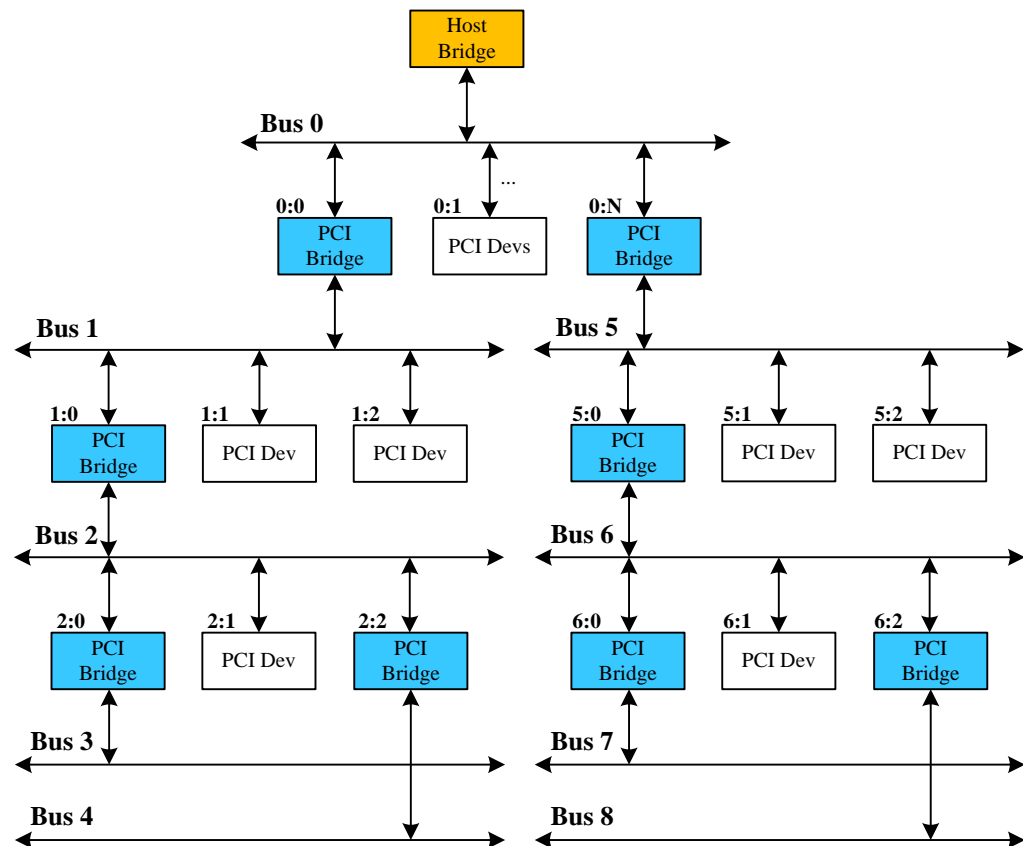 Host
Bridge
Bus 0
...
0:0
0:1
0:N
PCI
Bridge
PCI Devs
PCI
Bridge
Bus 1
Bus 5
1:0
1:1
1:2
5:0
5:1
5:2
PCI
Bridge
PCI Dev
PCI Dev
PCI
Bridge
PCI Dev
PCI Dev
Bus 2
Bus 6
2:0
2:1
2:2
6:0
6:1
6:2
PCI
Bridge
PCI Dev
PCI
Bridge
PCI
Bridge
PCI Dev
PCI
Bridge
Bus 3
Bus 7
Bus 4
Bus 8